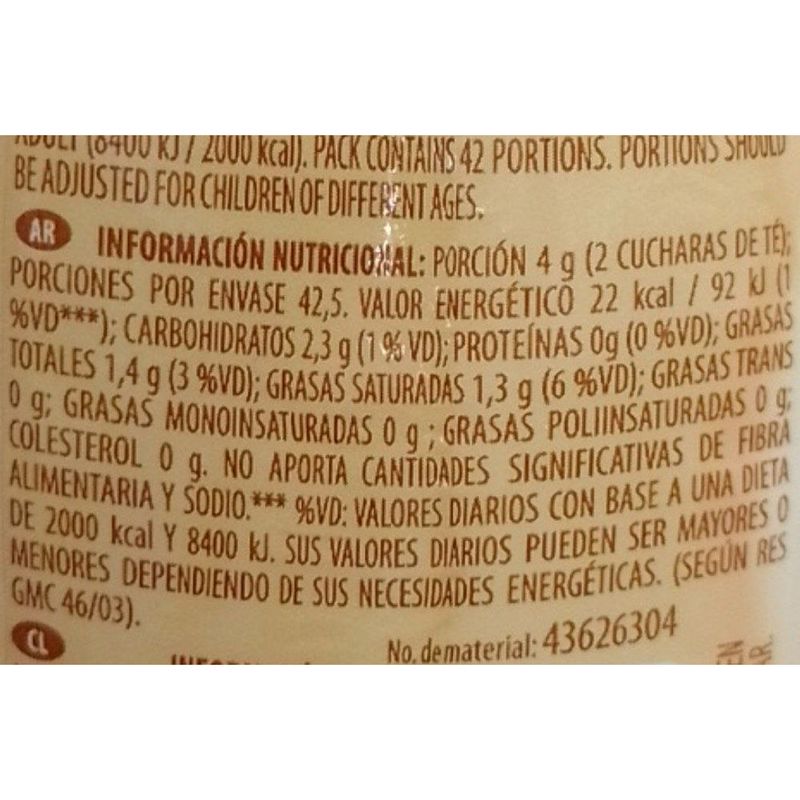 ADULT (8400 kJ / 2000 kcal). PACK CONTAINS 42 PORTIONS. PORTIONS SHOULD
BE ADJUSTED FOR CHILDREN OF DIFFERENT AGES.
AR INFORMACIÓN NUTRICIONAL: PORCIÓN 4 g (2 CUCHARAS DE TÉ);
PORCIONES POR ENVASE 42,5. VALOR ENERGÉTICO 22 kcal / 92 kJ (1
%VD***); CARBOHIDRATOS 2,3 g (1 % VD); PROTEÍNAS 0g (0 %VD); GRASAS
TOTALES 1,4 g (3 %VD); GRASAS SATURADAS 1,3 g (6 %VD); GRASAS TRANS
0 g; GRASAS MONOINSATURADAS 0 g ; GRASAS POLIINSATURADAS 0 g;
COLESTEROL 0 g. NO APORTA CANTIDADES SIGNIFICATIVAS DE FIBRA
ALIMENTARIA Y SODIO.*** %VD: VALORES DIARIOS CON BASE A UNA DIETA
DE 2000 kcal Y 8400 kJ. SUS VALORES DIARIOS PUEDEN SER MAYORES O
MENORES DEPENDIENDO DE SUS NECESIDADES ENERGÉTICAS. (SEGÚN RES
GMC 46/03).
No. de material: 43626304
CL